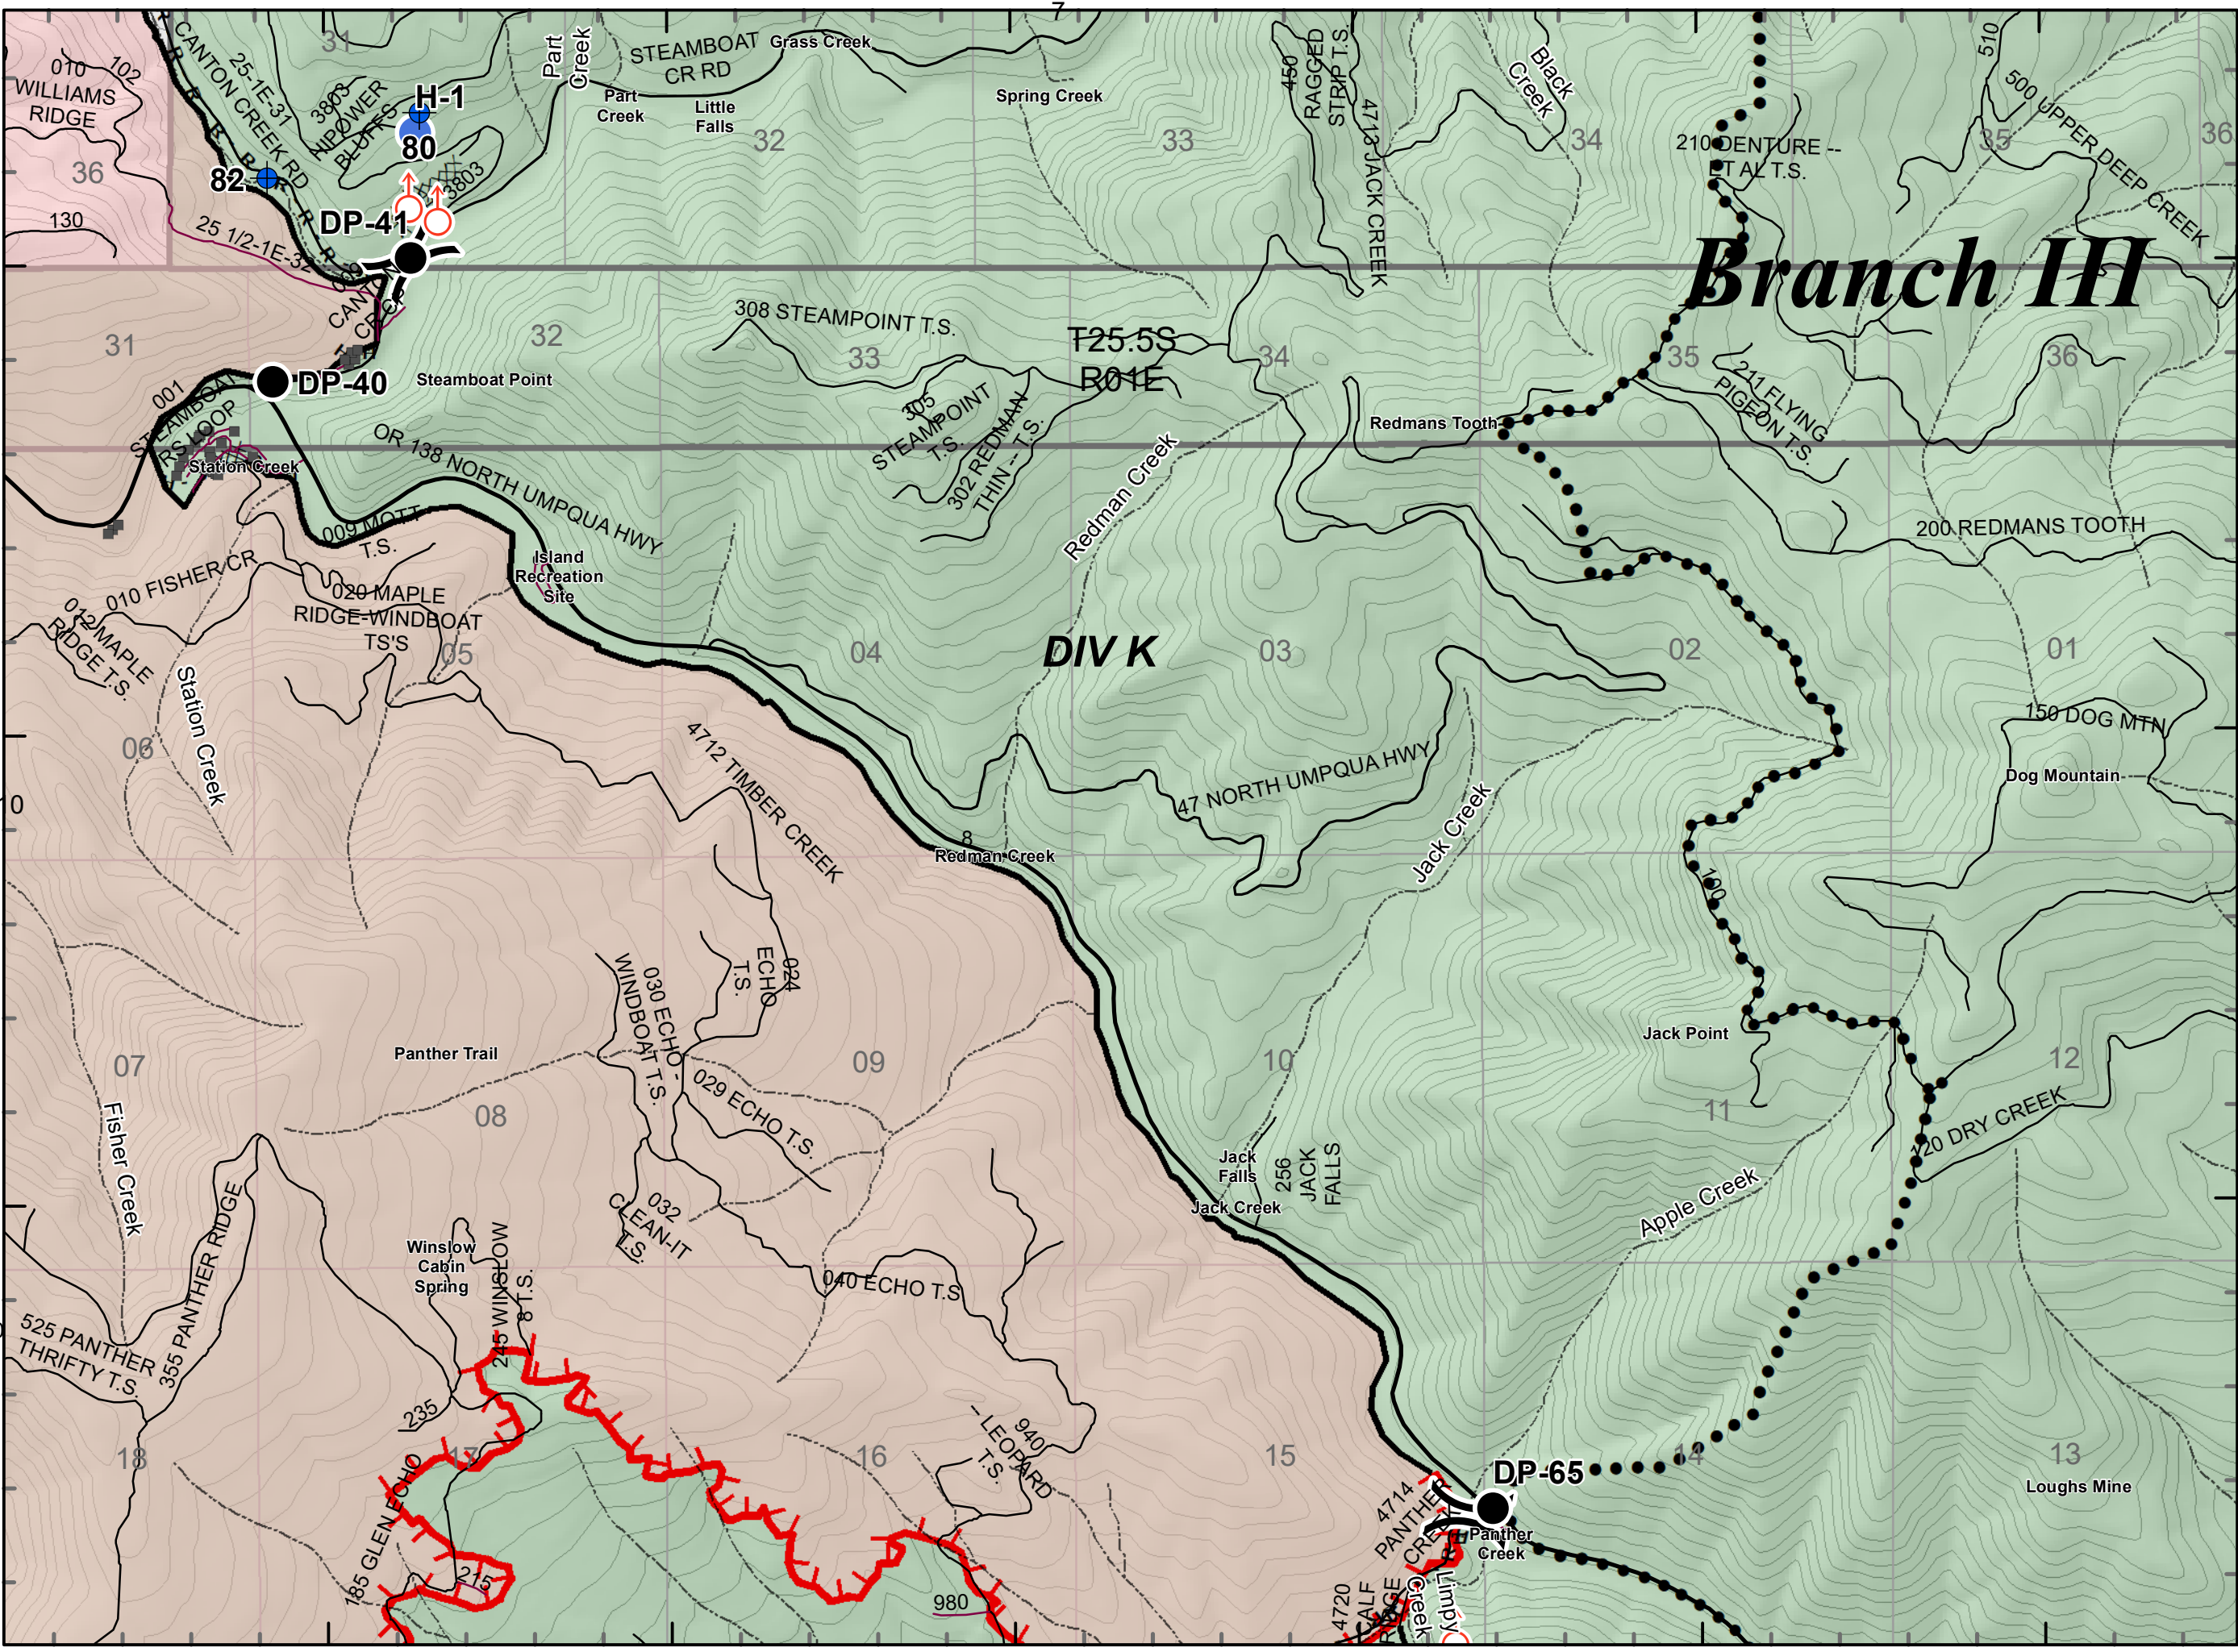 7
31
Part
Creek
STEAMBOAT
CR RD
Grass Creek
010
WILLIAMS
RIDGE
102
CANTON CREEK RD
25-1E-31
3803
HIPOWER
BLUFFS
H-1
80
82
Part
Creek
Little
Falls
32
Spring Creek
33
450
RAGGED
STRIP T.S.
4713 JACK CREEK
Black
Creek
34
510
500 UPPER DEEP CREEK
35
36
210 DENTURE --
ET AL T.S.
36
130
3803
DP-41
25 1/2-1E-32
Branch III
31
32
308 STEAMPOINT T.S.
33
T25.5S
R01E
34
35
36
211 FLYING
PIGEON T.S.
DP-40
Steamboat Point
001
STEAMBOAT
RS LOOP
Station Creek
OR 138 NORTH UMPQUA HWY
305
STEAMPOINT
T.S.
302 REDMAN
THIN -- T.S.
Redman Creek
Redmans Tooth
200 REDMANS TOOTH
009 MOTT
T.S.
Island
Recreation
Site
010 FISHER CR
012 MAPLE
RIDGE T.S.
020 MAPLE
RIDGE-WINDBOAT
TS'S
05
04
DIV K
03
02
01
Station Creek
06
4712 TIMBER CREEK
150 DOG MTN
Dog Mountain
47 NORTH UMPQUA HWY
Jack Creek
8
Redman Creek
100
024
ECHO
T.S.
030 ECHO -
WINDBOAT T.S.
Panther Trail
07
08
09
029 ECHO T.S.
10
Jack Point
11
12
120 DRY CREEK
Fisher Creek
Jack
Falls
256
JACK
FALLS
Jack Creek
Apple Creek
032
CLEAN-IT
T.S.
Winslow
Cabin
Spring
245 WINSLOW
8 T.S.
040 ECHO T.S.
525 PANTHER
THRIFTY T.S.
355 PANTHER RIDGE
235
18
17
16
940
- LEOPARD
T.S.
15
14
13
DP-65
Loughs Mine
4714
PANTHER
CREEK
Panther
Creek
185 GLEN ECHO
215
980
4720
CALF
RIDGE
Limpy
Creek